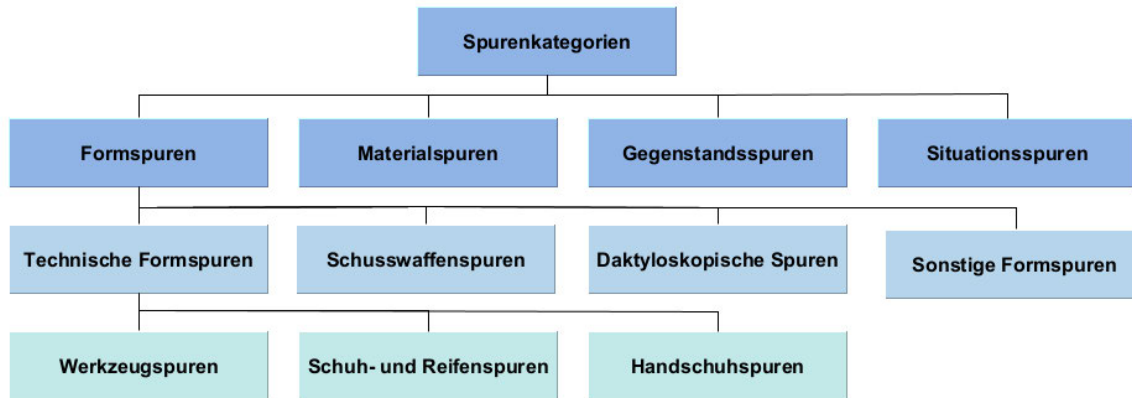 Spurenkategorien
Formspuren
Materialspuren
Gegenstandsspuren
Situationsspuren
Technische Formspuren
Schusswaffenspuren
Daktyloskopische Spuren
Sonstige Formspuren
Werkzeugspuren
Schuh- und Reifenspuren
Handschuhspuren